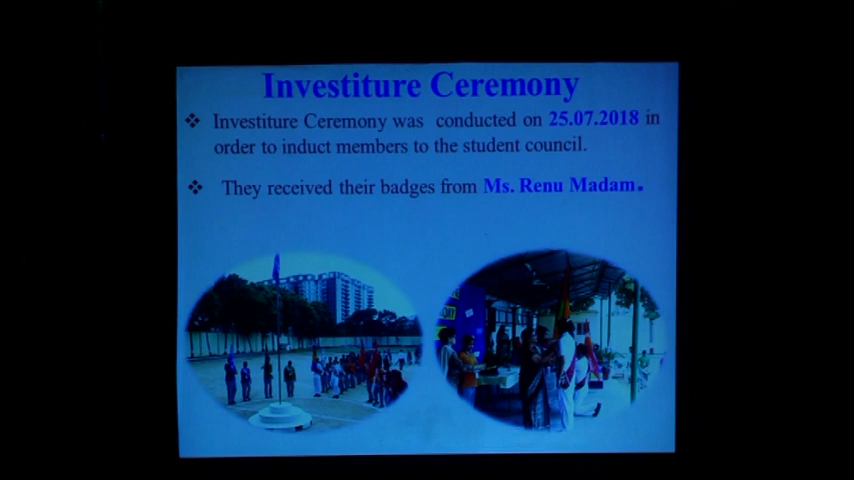 Investiture Ceremony
❖ Investiture Ceremony was conducted on 25.07.2018 in
order to induct members to the student council.
❖ They received their badges from Ms. Renu Madam.